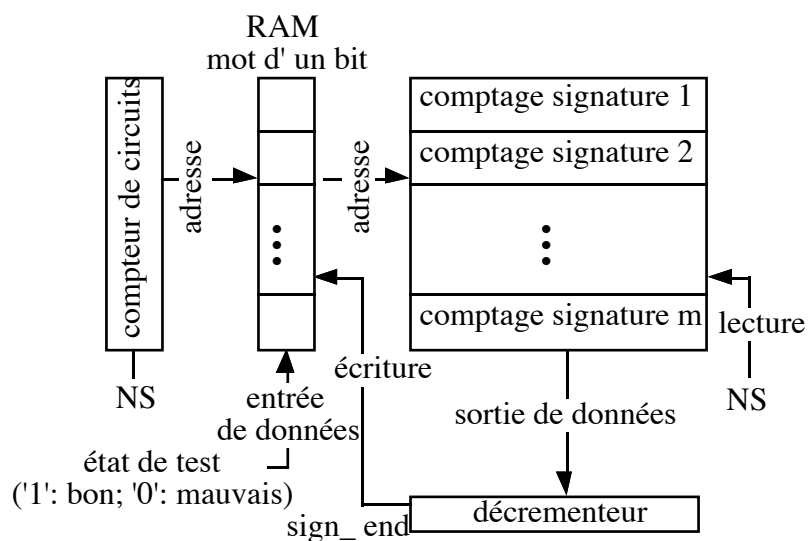 RAM
mot d' un bit
compteur de circuits
adresse
adresse
comptage signature 1
comptage signature 2
comptage signature m
lecture
NS
NS
écriture
entrée
de données
sortie de données
état de test
('1': bon; '0': mauvais)
sign_ end
décrementeur